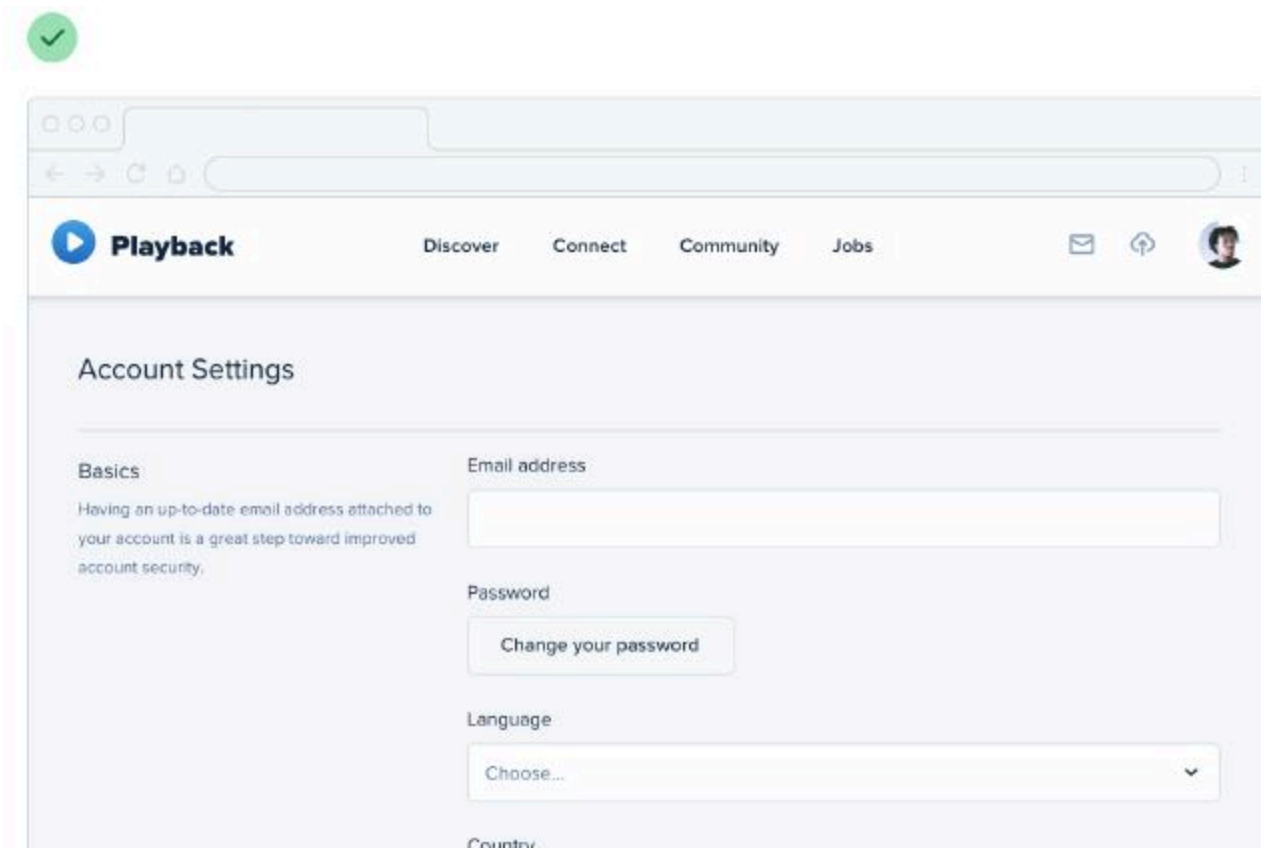 Playback
Discover Connect Community Jobs
Account Settings
Basics
Having an up-to-date email address attached to
your account is a great step toward improved
account security.
Email address
Password
Change your password
Language
Choose...
Country